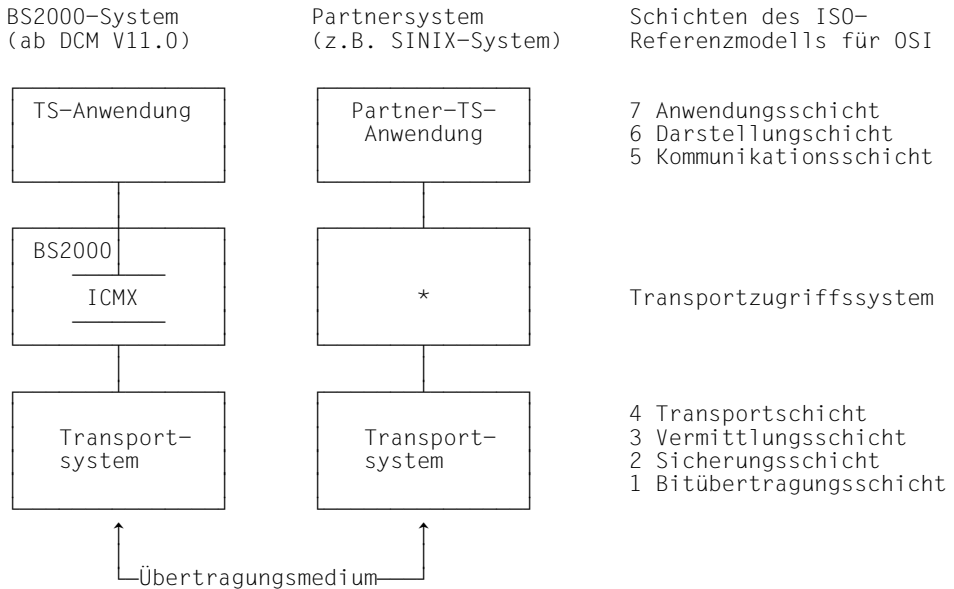 BS2000–System
(ab DCM V11.0)
Partnersystem
(z.B. SINIX–System)
Schichten des ISO–
Referenzmodells für OSI
TS–Anwendung
Partner–TS–
Anwendung
7 Anwendungsschicht
6 Darstellungschicht
5 Kommunikationsschicht
BS2000
ICMX
*
Transportzugriffssystem
Transport–
system
Transport–
system
4 Transportschicht
3 Vermittlungsschicht
2 Sicherungsschicht
1 Bitübertragungsschicht
Übertragungsmedium